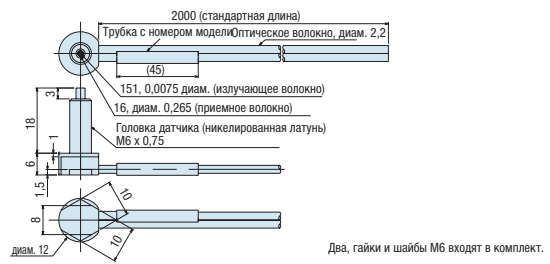 2000 (стандартная длина)
Трубка с номером модели
Оптическое волокно, диам. 2,2
(45)
151, 0,0075 диам. (излучающее волокно)
16, диам. 0,265 (приемное волокно)
3
18
Головка датчика (никелированная латунь)
M6 x 0,75
1
6
1,5
10
8
10
диам. 12
Два, гайки и шайбы M6 входят в комплект.